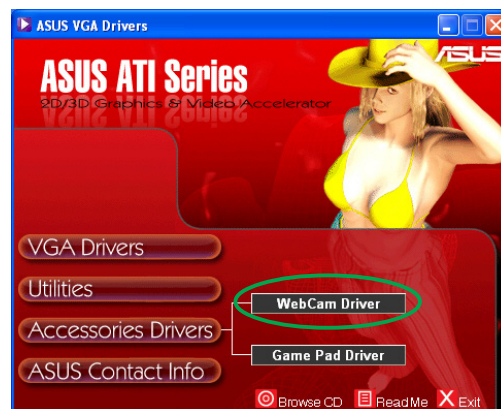 ASUS VGA Drivers
ASUS
ASUS ATI Series
2D/3D Graphics & Video Accelerator
VGA Drivers
Utilities
WebCam Driver
Accessories Drivers
Game Pad Driver
ASUS Contact Info
Browse CD ReadMe X Exit